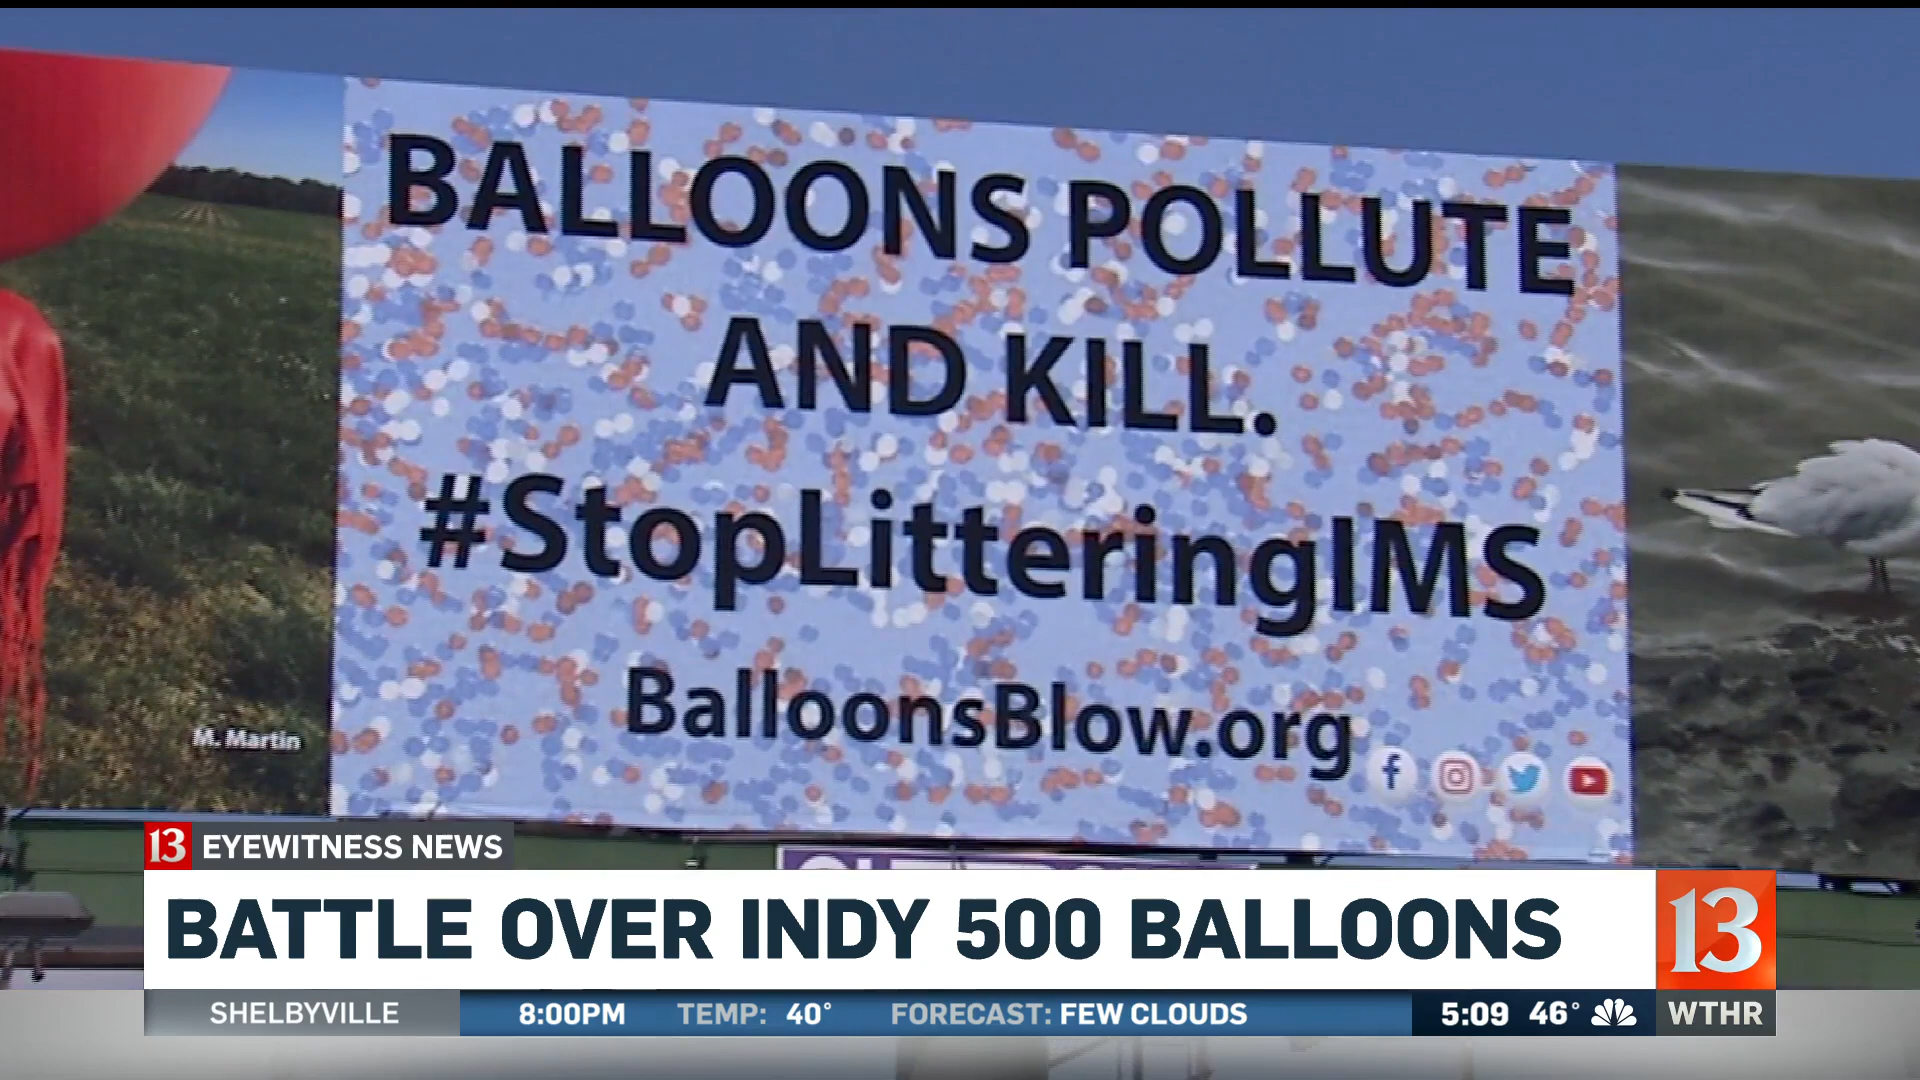 BALLOONS POLLUTE
AND KILL.
#StopLitteringIMS
BalloonsBlow.org
M. Martin
13 EYEWITNESS NEWS
BATTLE OVER INDY 500 BALLOONS
13
SHELBYVILLE 8:00PM TEMP: 40° FORECAST: FEW CLOUDS 5:09 46° WTHR